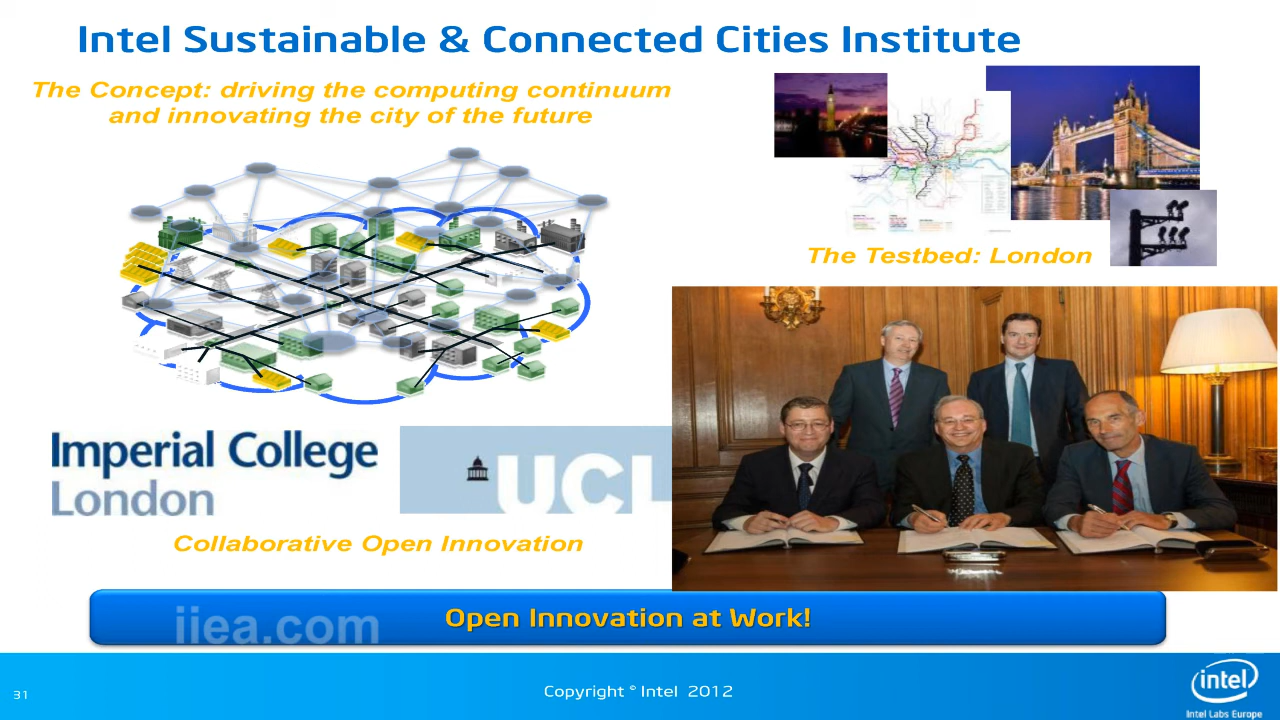 Intel Sustainable & Connected Cities Institute
The Concept: driving the computing continuum
and innovating the city of the future
The Testbed: London
Imperial College
London
UCL
Collaborative Open Innovation
iiea.com
Open Innovation at Work!
31
Copyright © Intel 2012
intel
Intel Labs Europe